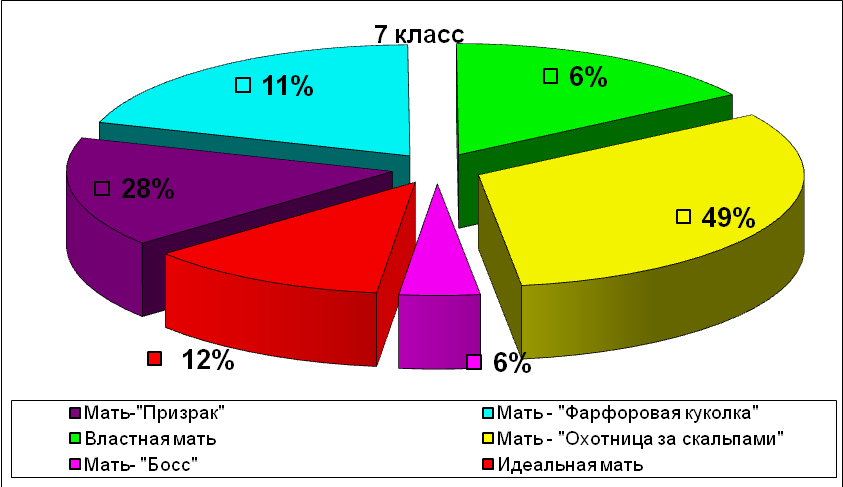 7 класс
11%
6%
28%
49%
12%
6%
Мать-"Призрак"
Мать - "Фарфоровая куколка"
Властная мать
Мать - "Охотница за скальпами"
Мать- "Босс"
Идеальная мать